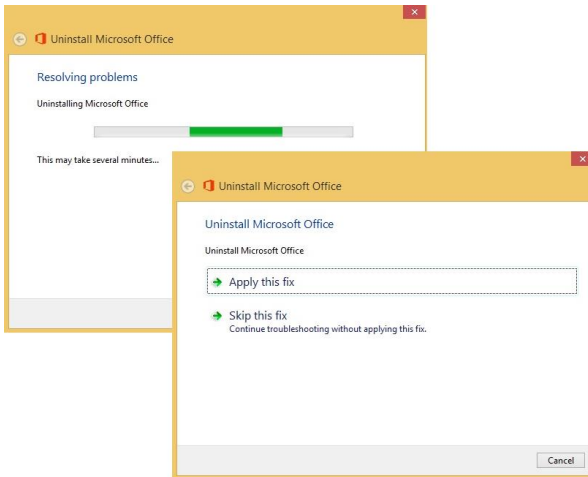 Uninstall Microsoft Office
Resolving problems
Uninstalling Microsoft Office
This may take several minutes...
Uninstall Microsoft Office
Uninstall Microsoft Office
Uninstall Microsoft Office
Apply this fix
Skip this fix
Continue troubleshooting without applying this fix.
Cancel